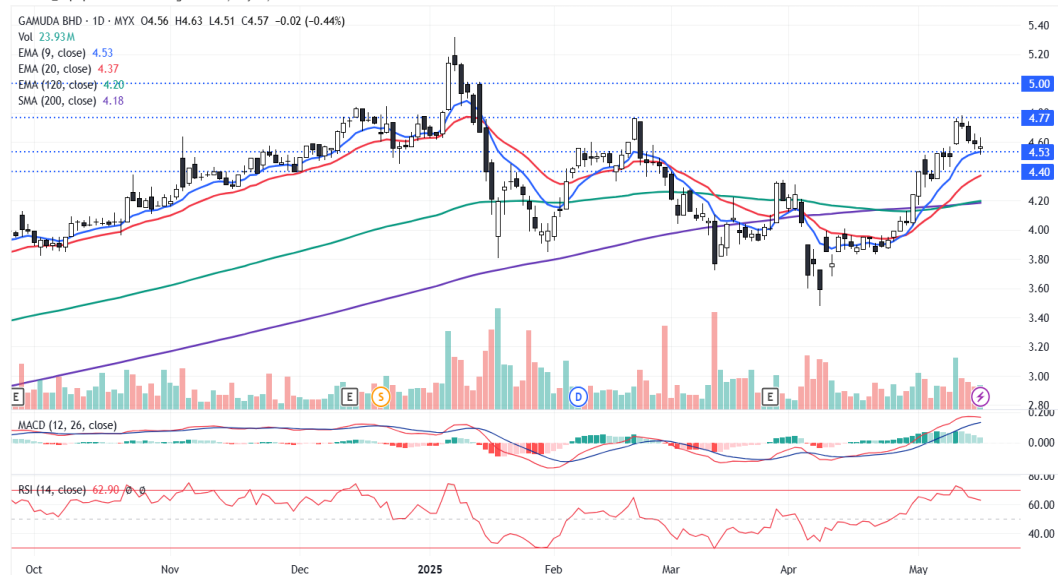 GAMUDA BHD · 1D · MYX O4.56 H4.63 L4.51 C4.57 −0.02 (−0.44%)
Vol 23.93M
EMA (9, close) 4.53
EMA (20, close) 4.37
EMA (120, close) 4.20
SMA (200, close) 4.18
5.40
5.20
5.00
4.77
4.60
4.53
4.40
4.20
4.00
3.80
3.60
3.40
3.20
3.00
2.80
E
E
S
D
E
MACD (12, 26, close)
0.200
0.000
RSI (14, close) 62.90 ∅ ∅
80.00
60.00
40.00
Oct
Nov
Dec
2025
Feb
Mar
Apr
May